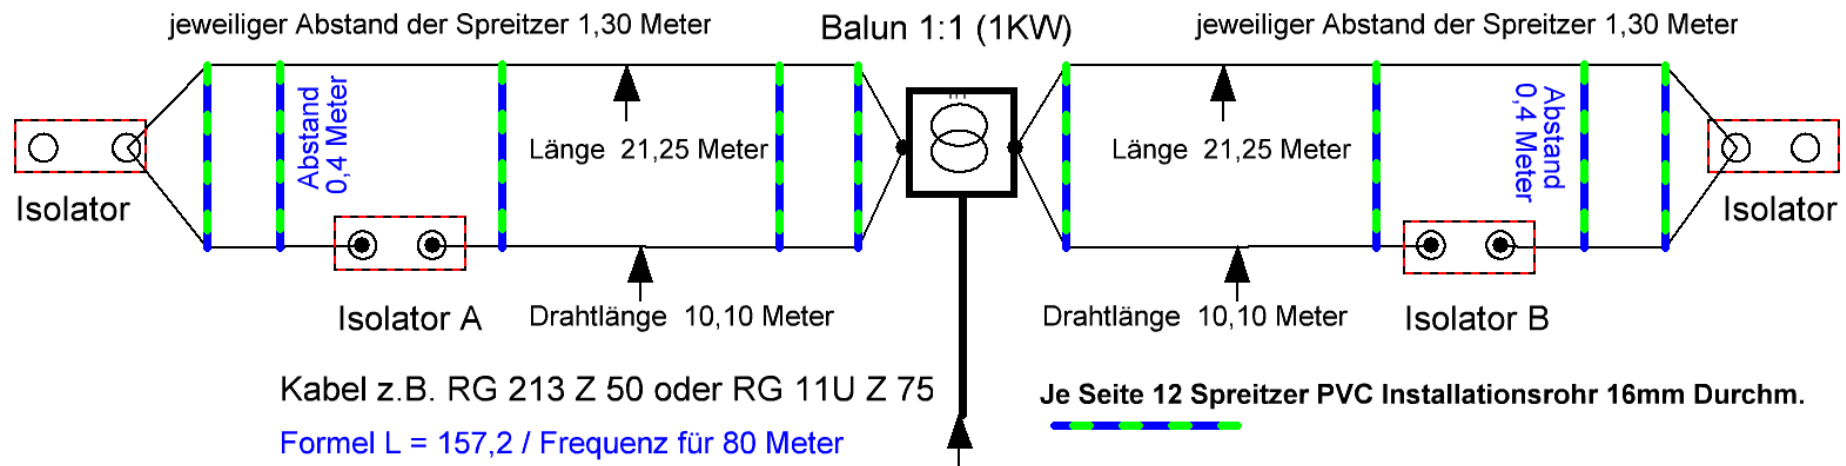 jeweiliger Abstand der Spreitzer 1,30 Meter
Balun 1:1 (1KW)
jeweiliger Abstand der Spreitzer 1,30 Meter
Abstand
0,4 Meter
Länge 21,25 Meter
Länge 21,25 Meter
Abstand
0,4 Meter
Isolator
Isolator
Isolator A
Drahtlänge 10,10 Meter
Drahtlänge 10,10 Meter
Isolator B
Kabel z.B. RG 213 Z 50 oder RG 11U Z 75
Je Seite 12 Spreitzer PVC Installationsrohr 16mm Durchm.
Formel L = 157,2 / Frequenz für 80 Meter